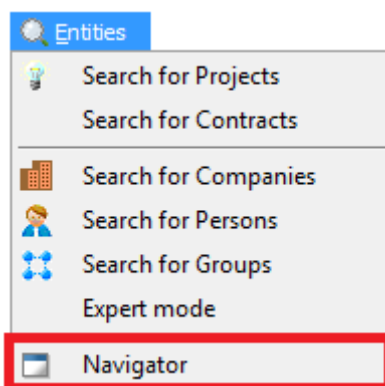 Entities
Search for Projects
Search for Contracts
Search for Companies
Search for Persons
Search for Groups
Expert mode
Navigator